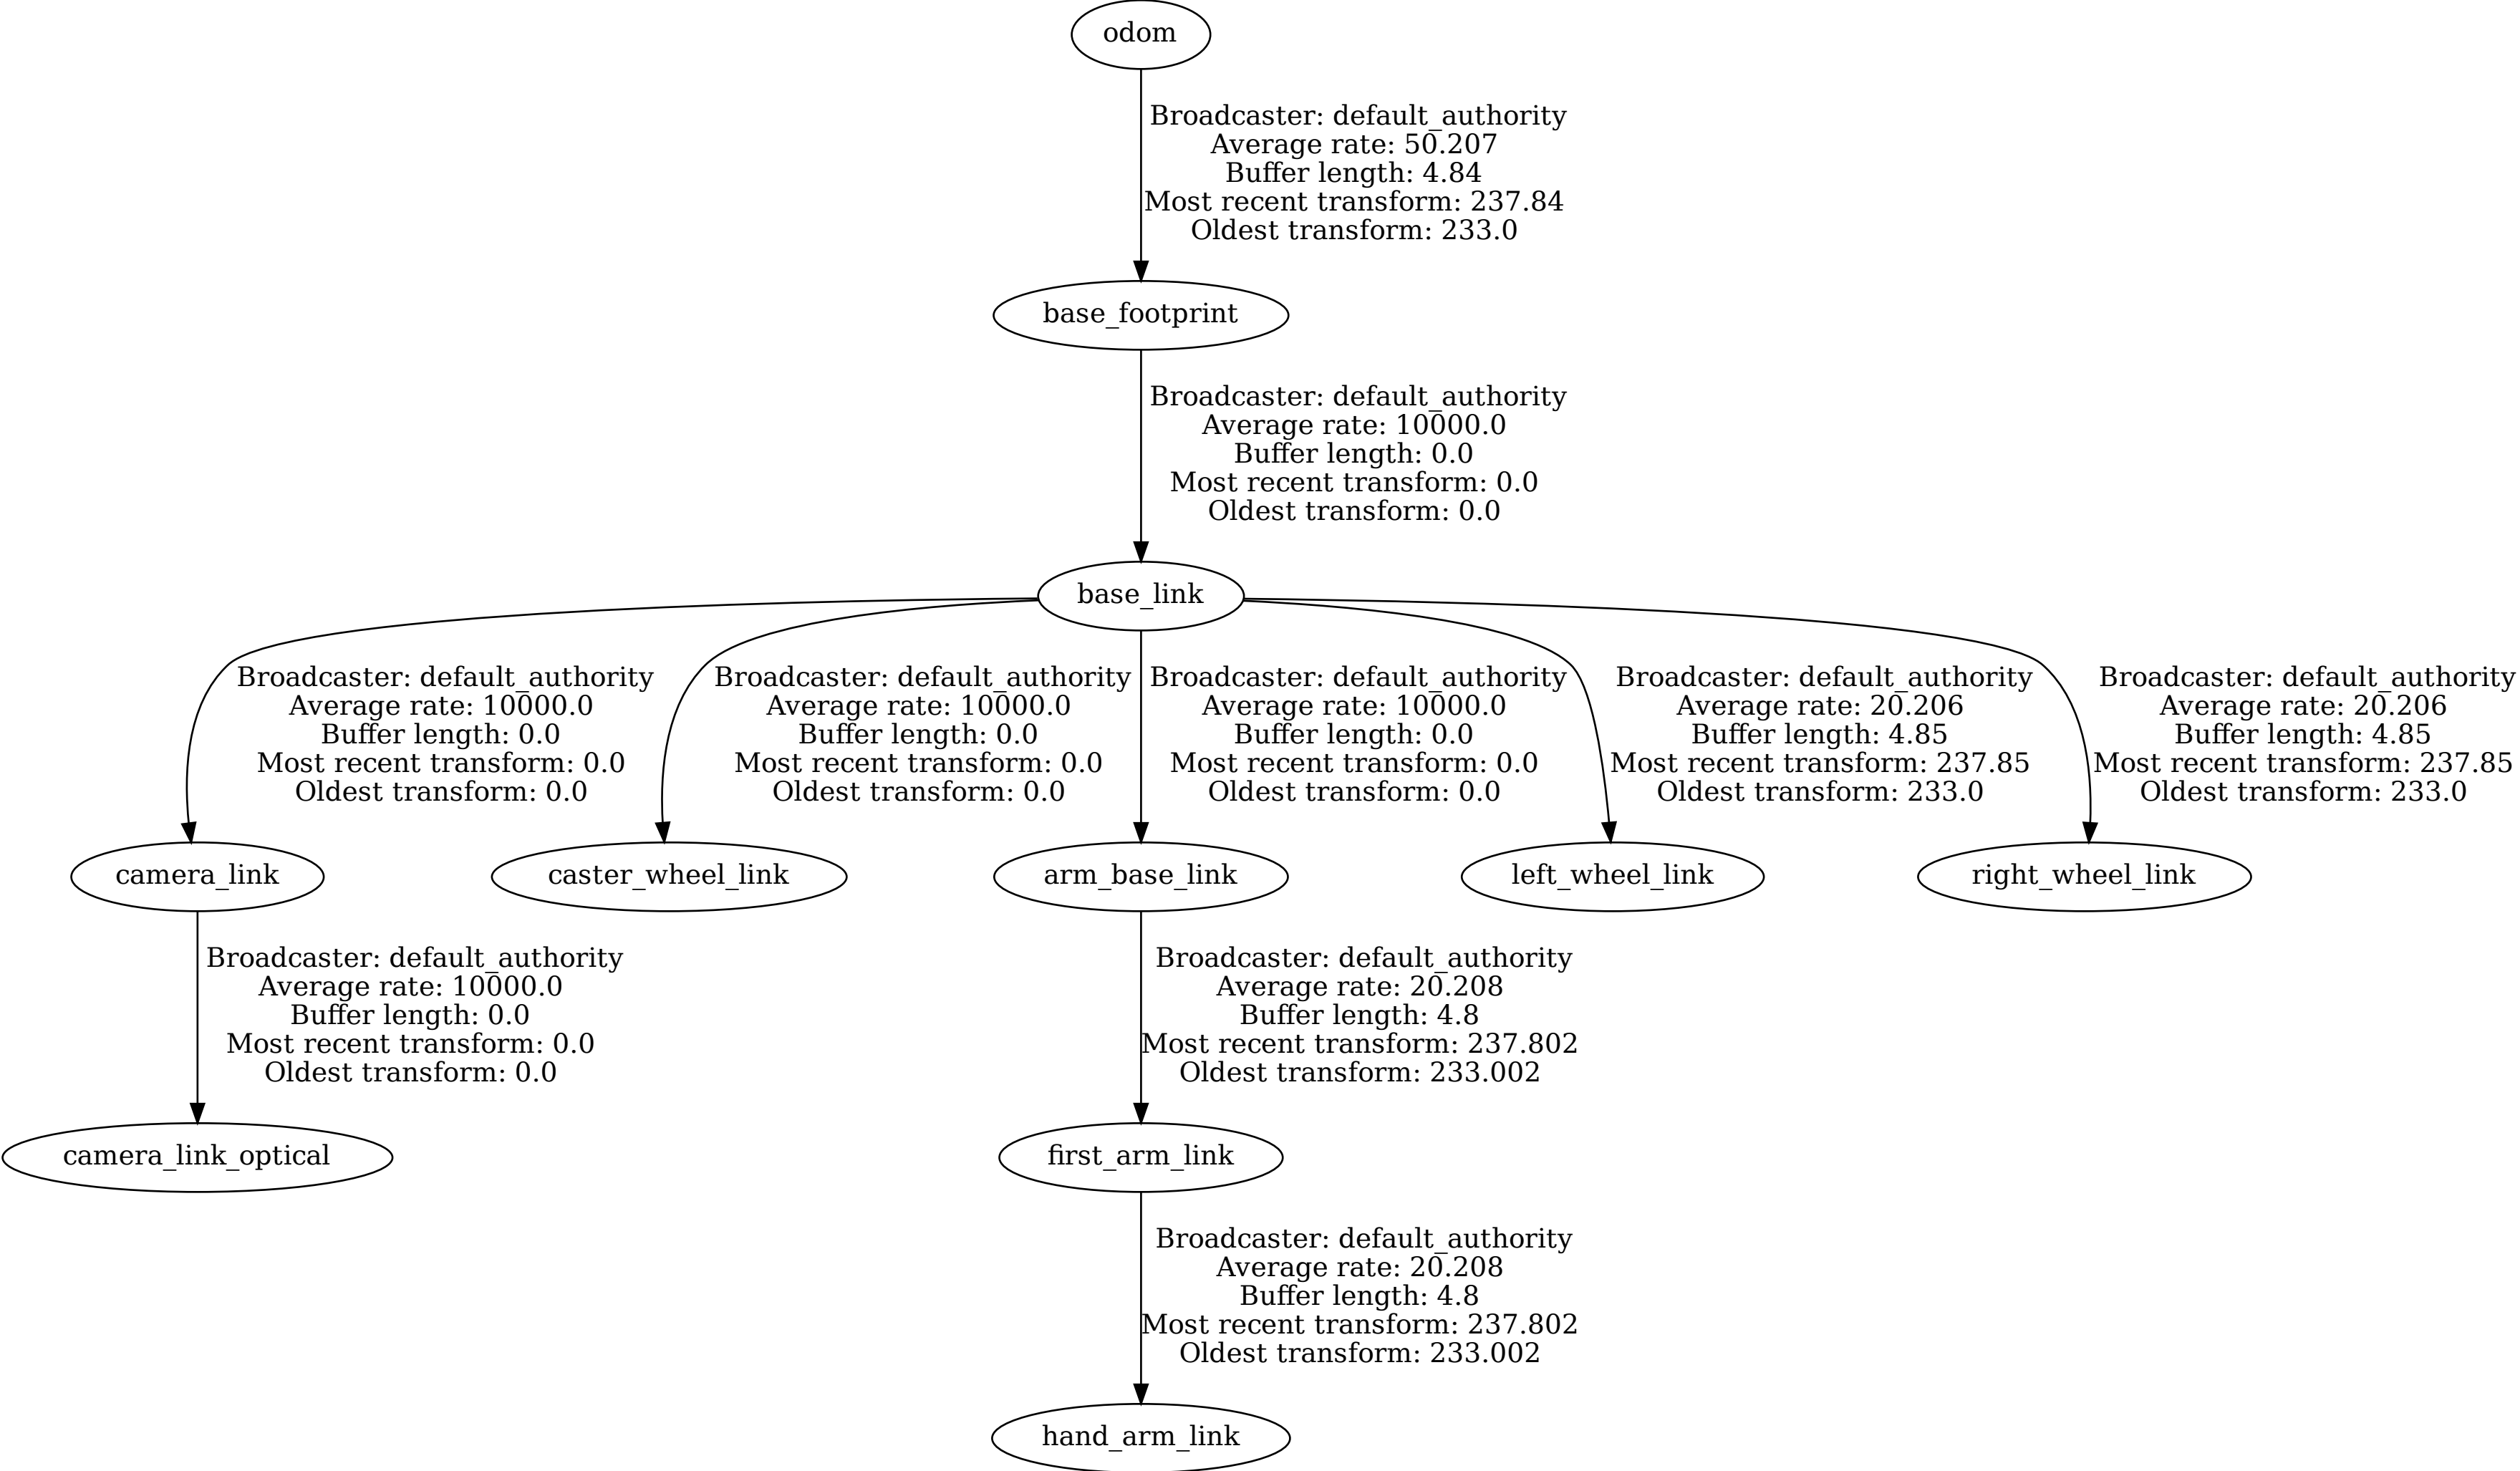 odom
Broadcaster: default_authority
Average rate: 50.207
Buffer length: 4.84
Most recent transform: 237.84
Oldest transform: 233.0
base_footprint
Broadcaster: default_authority
Average rate: 10000.0
Buffer length: 0.0
Most recent transform: 0.0
Oldest transform: 0.0
base_link
Broadcaster: default_authority
Average rate: 10000.0
Buffer length: 0.0
Most recent transform: 0.0
Oldest transform: 0.0
Broadcaster: default_authority
Average rate: 10000.0
Buffer length: 0.0
Most recent transform: 0.0
Oldest transform: 0.0
Broadcaster: default_authority
Average rate: 10000.0
Buffer length: 0.0
Most recent transform: 0.0
Oldest transform: 0.0
Broadcaster: default_authority
Average rate: 20.206
Buffer length: 4.85
Most recent transform: 237.85
Oldest transform: 233.0
Broadcaster: default_authority
Average rate: 20.206
Buffer length: 4.85
Most recent transform: 237.85
Oldest transform: 233.0
camera_link
caster_wheel_link
arm_base_link
left_wheel_link
right_wheel_link
Broadcaster: default_authority
Average rate: 10000.0
Buffer length: 0.0
Most recent transform: 0.0
Oldest transform: 0.0
Broadcaster: default_authority
Average rate: 20.208
Buffer length: 4.8
Most recent transform: 237.802
Oldest transform: 233.002
camera_link_optical
first_arm_link
Broadcaster: default_authority
Average rate: 20.208
Buffer length: 4.8
Most recent transform: 237.802
Oldest transform: 233.002
hand_arm_link